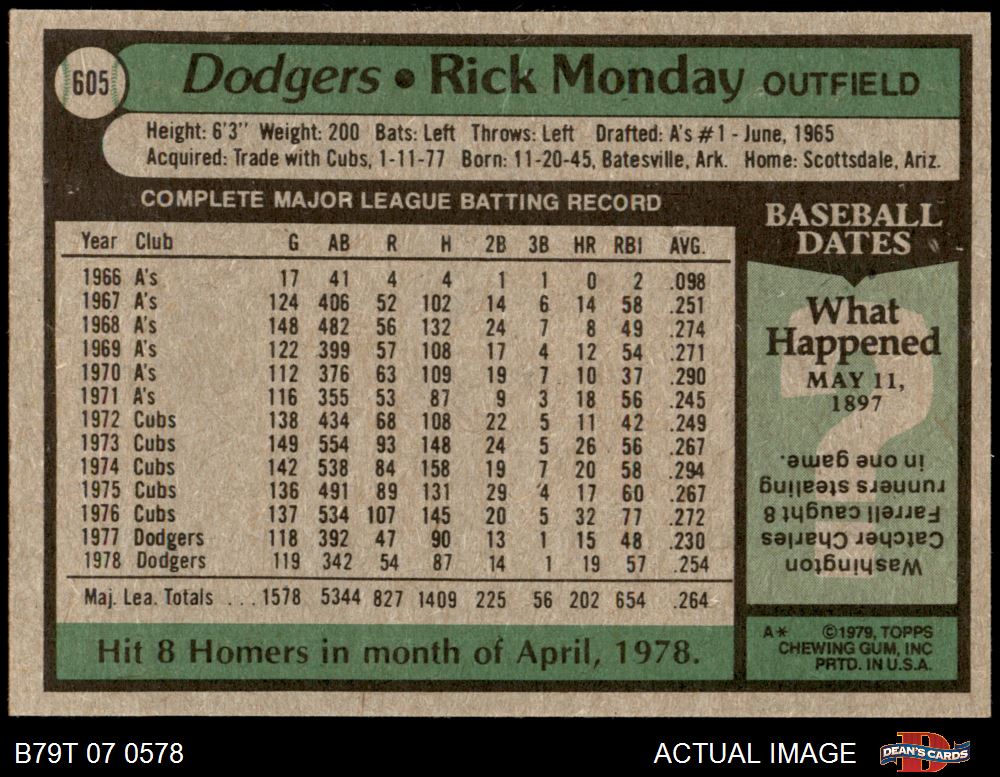 605
Dodgers • Rick Monday OUTFIELD
Height: 6'3" Weight: 200 Bats: Left Throws: Left Drafted: A's #1 - June, 1965
Acquired: Trade with Cubs, 1-11-77 Born: 11-20-45, Batesville, Ark. Home: Scottsdale, Ariz.
COMPLETE MAJOR LEAGUE BATTING RECORD
Year Club G AB R H 2B 3B HR RBI AVG.
1966 A's 17 41 4 4 1 1 0 2 .098
1967 A's 124 406 52 102 14 6 14 58 .251
1968 A's 148 482 56 132 24 7 8 49 .274
1969 A's 122 399 57 108 17 4 12 54 .271
1970 A's 112 376 63 109 19 7 10 37 .290
1971 A's 116 355 53 87 9 3 18 56 .245
1972 Cubs 138 434 68 108 22 5 11 42 .249
1973 Cubs 149 554 93 148 24 5 26 56 .267
1974 Cubs 142 538 84 158 19 7 20 58 .294
1975 Cubs 136 491 89 131 29 4 17 60 .267
1976 Cubs 137 534 107 145 20 5 32 77 .272
1977 Dodgers 118 392 47 90 13 1 15 48 .230
1978 Dodgers 119 342 54 87 14 1 19 57 .254
Maj. Lea. Totals ... 1578 5344 827 1409 225 56 202 654 .264
Hit 8 Homers in month of April, 1978.
BASEBALL
DATES
What
Happened
MAY 11,
1897
Washington
Catcher Charles
Farrell caught 8
runners stealing
in one game.
A* ©1979, TOPPS
CHEWING GUM, INC
PRTD. IN U.S.A.
B79T 07 0578
ACTUAL IMAGE
D
DEAN'S CARDS